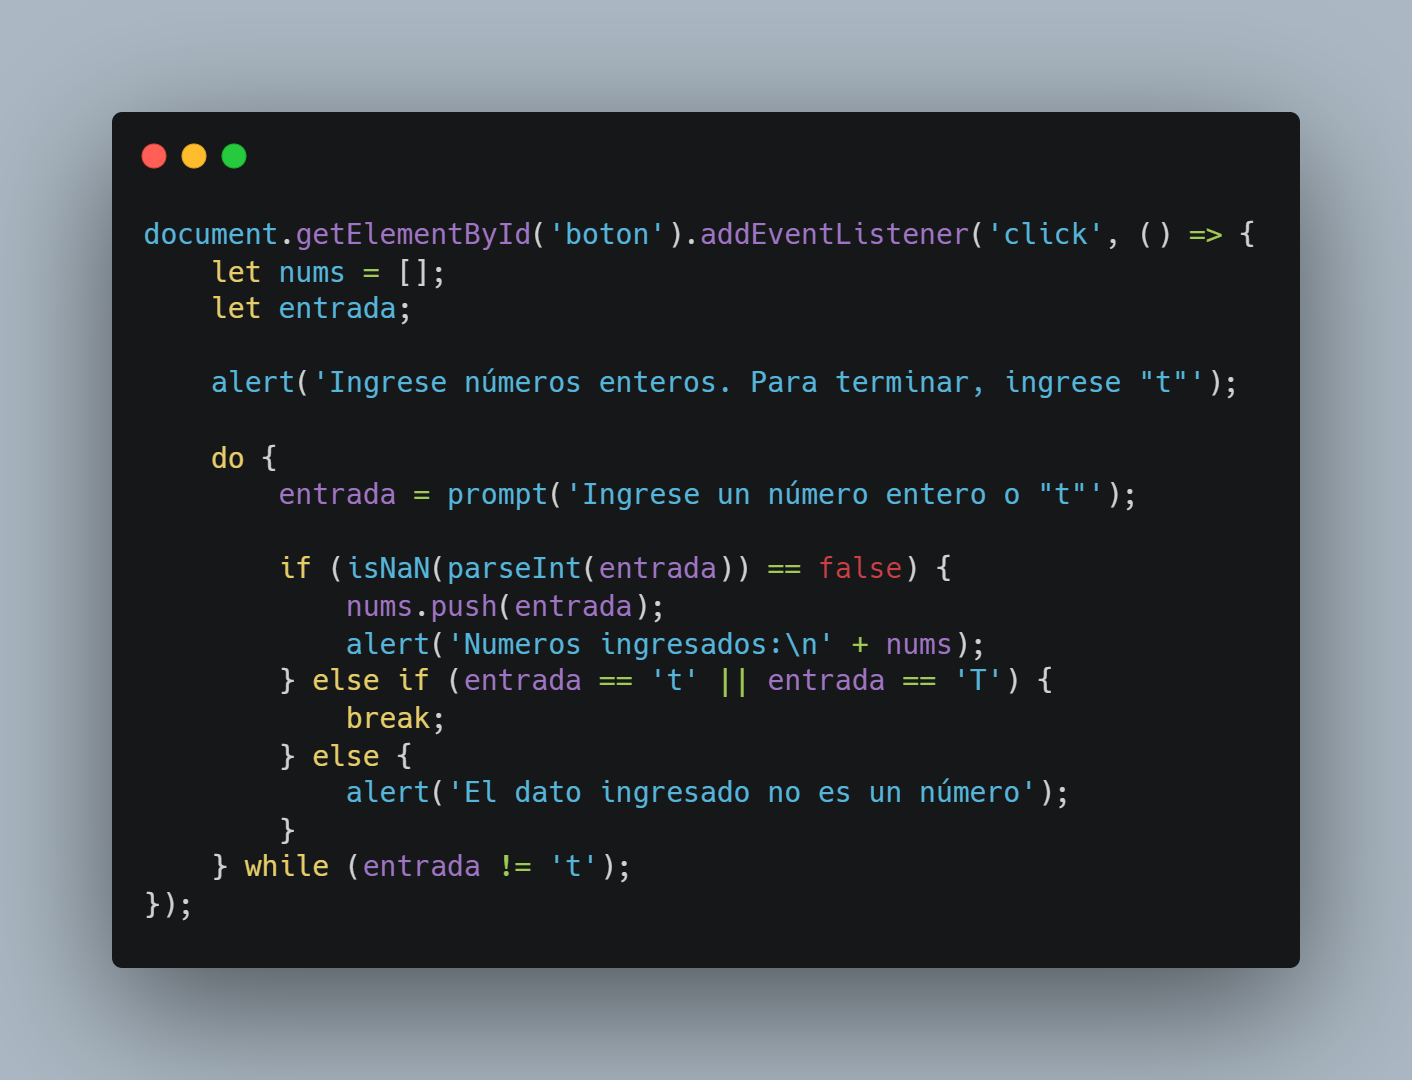 document.getElementById('boton').addEventListener('click', () => {
    let nums = [];
    let entrada;

    alert('Ingrese números enteros. Para terminar, ingrese "t"');

    do {
        entrada = prompt('Ingrese un número entero o "t"');

        if (isNaN(parseInt(entrada)) == false) {
            nums.push(entrada);
            alert('Numeros ingresados:\n' + nums);
        } else if (entrada == 't' || entrada == 'T') {
            break;
        } else {
            alert('El dato ingresado no es un número');
        }
    } while (entrada != 't');
});